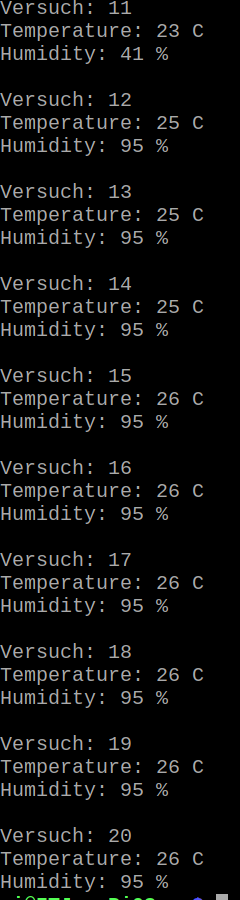 Versuch: 11
Temperature: 23 C
Humidity: 41 %
Versuch: 12
Temperature: 25 C
Humidity: 95 %
Versuch: 13
Temperature: 25 C
Humidity: 95 %
Versuch: 14
Temperature: 25 C
Humidity: 95 %
Versuch: 15
Temperature: 26 C
Humidity: 95 %
Versuch: 16
Temperature: 26 C
Humidity: 95 %
Versuch: 17
Temperature: 26 C
Humidity: 95 %
Versuch: 18
Temperature: 26 C
Humidity: 95 %
Versuch: 19
Temperature: 26 C
Humidity: 95 %
Versuch: 20
Temperature: 26 C
Humidity: 95 %